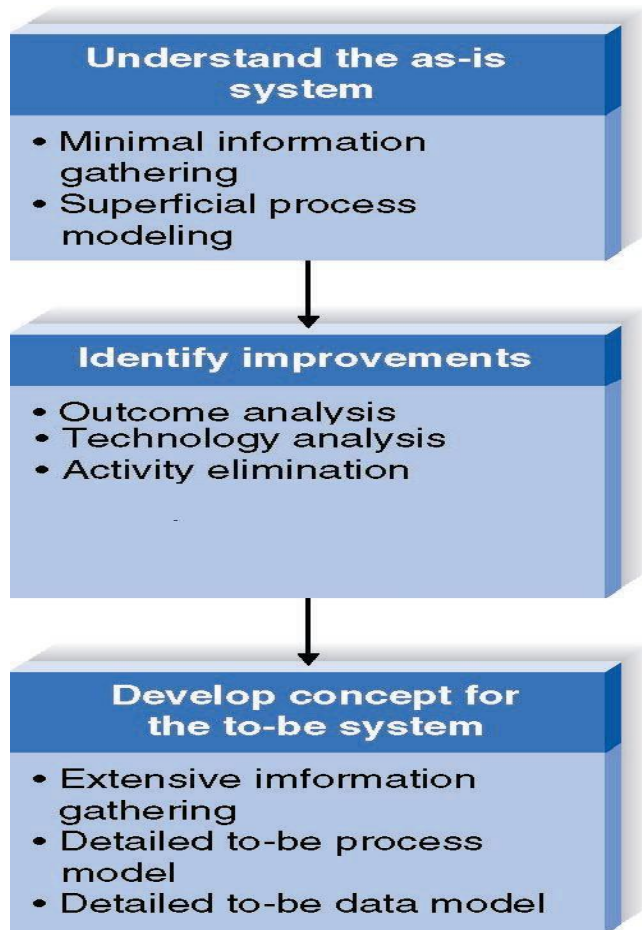 Understand the as-is
system
• Minimal information
gathering
• Superficial process
modeling
Identify improvements
• Outcome analysis
• Technology analysis
• Activity elimination
Develop concept for
the to-be system
• Extensive imformation
gathering
• Detailed to-be process
model
• Detailed to-be data model